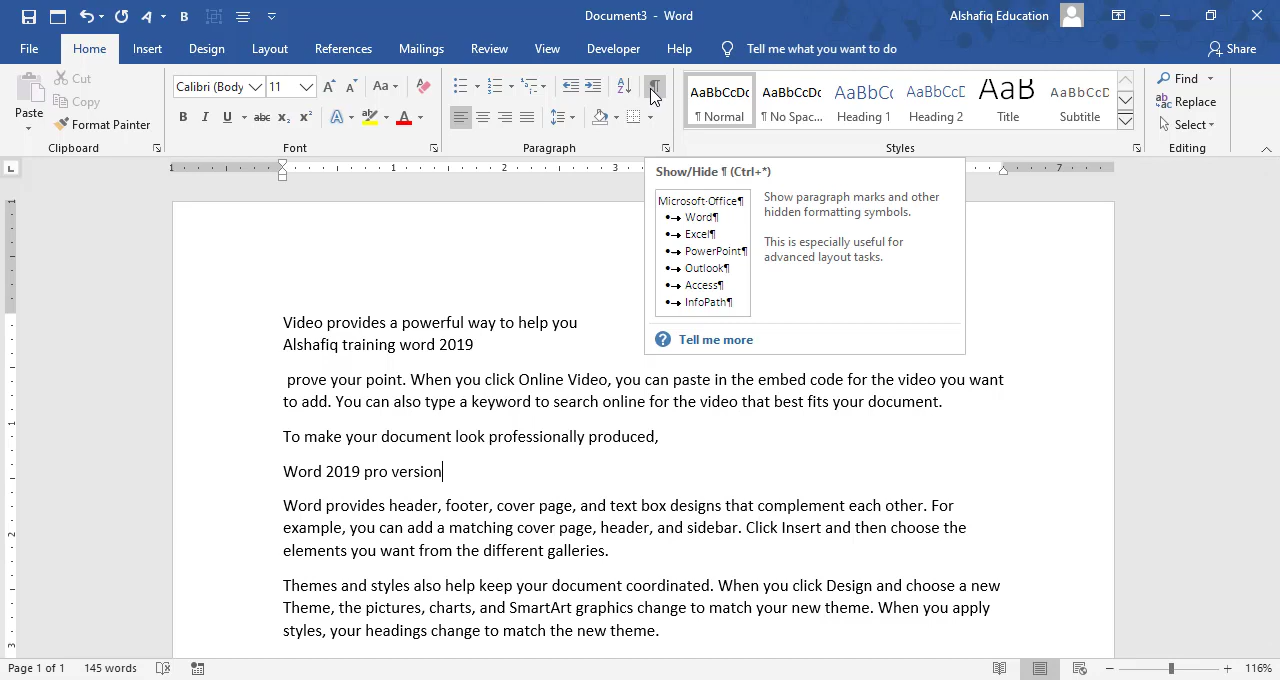 Document3 - Word
Alshafiq Education
File Home Insert Design Layout References Mailings Review View Developer Help Tell me what you want to do Share
Paste
Cut
Copy
Format Painter
Clipboard
Calibri (Body 11
Font
Paragraph
AaBbCcDc AaBbCcDc AaBbCc AaBbCcD AaB AaBbCcD
¶ Normal ¶ No Spac... Heading 1 Heading 2 Title Subtitle
Styles
Find
Replace
Select
Editing
Show/Hide ¶ (Ctrl+*)
Microsoft·Office¶
Word¶
Excel¶
PowerPoint¶
Outlook¶
Access¶
InfoPath¶
Show paragraph marks and other
hidden formatting symbols.
This is especially useful for
advanced layout tasks.
Tell me more
Video provides a powerful way to help you
Alshafiq training word 2019
prove your point. When you click Online Video, you can paste in the embed code for the video you want
to add. You can also type a keyword to search online for the video that best fits your document.
To make your document look professionally produced,
Word 2019 pro version
Word provides header, footer, cover page, and text box designs that complement each other. For
example, you can add a matching cover page, header, and sidebar. Click Insert and then choose the
elements you want from the different galleries.
Themes and styles also help keep your document coordinated. When you click Design and choose a new
Theme, the pictures, charts, and SmartArt graphics change to match your new theme. When you apply
styles, your headings change to match the new theme.
Page 1 of 1 145 words 116%